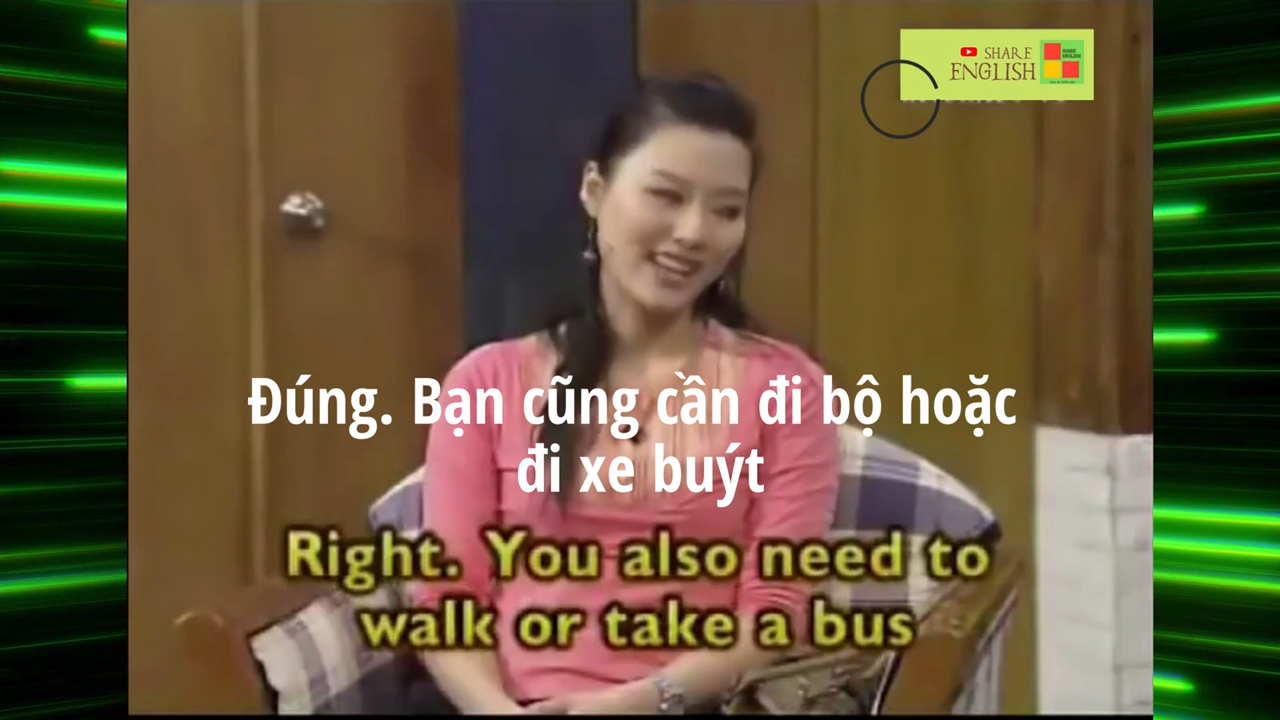 SHARE
ENGLISH
Đúng. Bạn cũng cần đi bộ hoặc
đi xe buýt
Right. You also need to
walk or take a bus